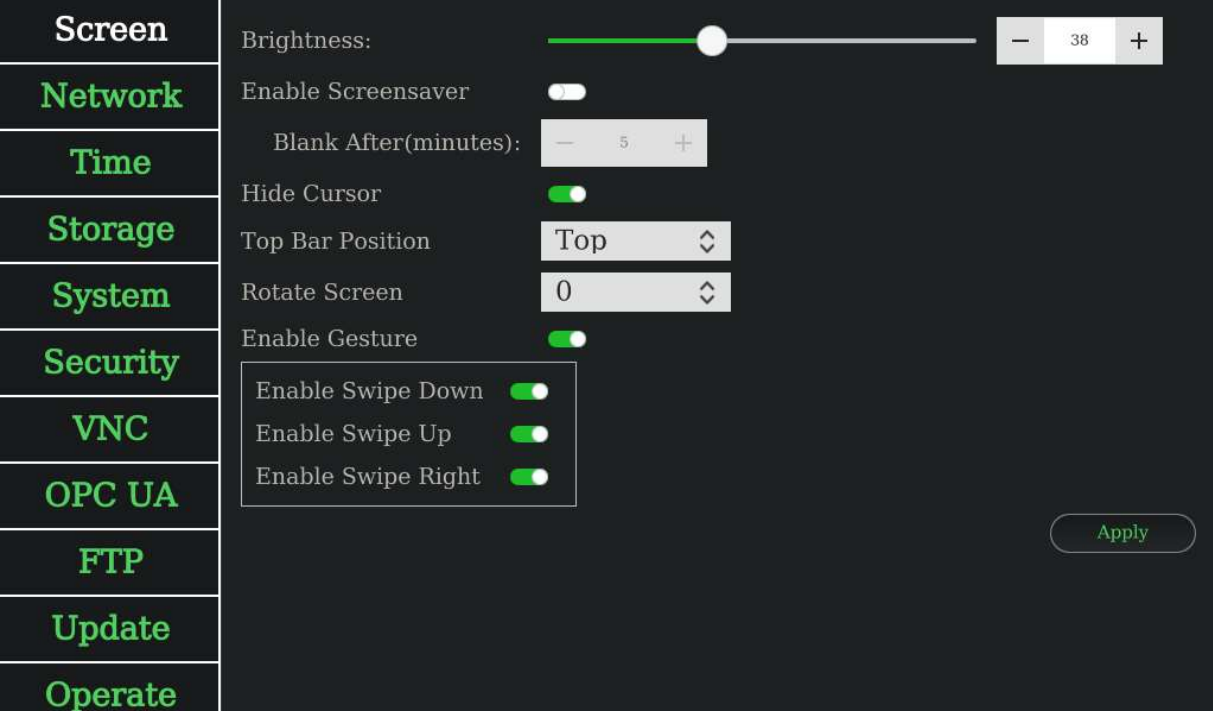 Screen
Network
Time
Storage
System
Security
VNC
OPC UA
FTP
Update
Operate
Brightness:
− 38 +
Enable Screensaver
Blank After(minutes):
− 5 +
Hide Cursor
Top Bar Position
Top
Rotate Screen
0
Enable Gesture
Enable Swipe Down
Enable Swipe Up
Enable Swipe Right
Apply